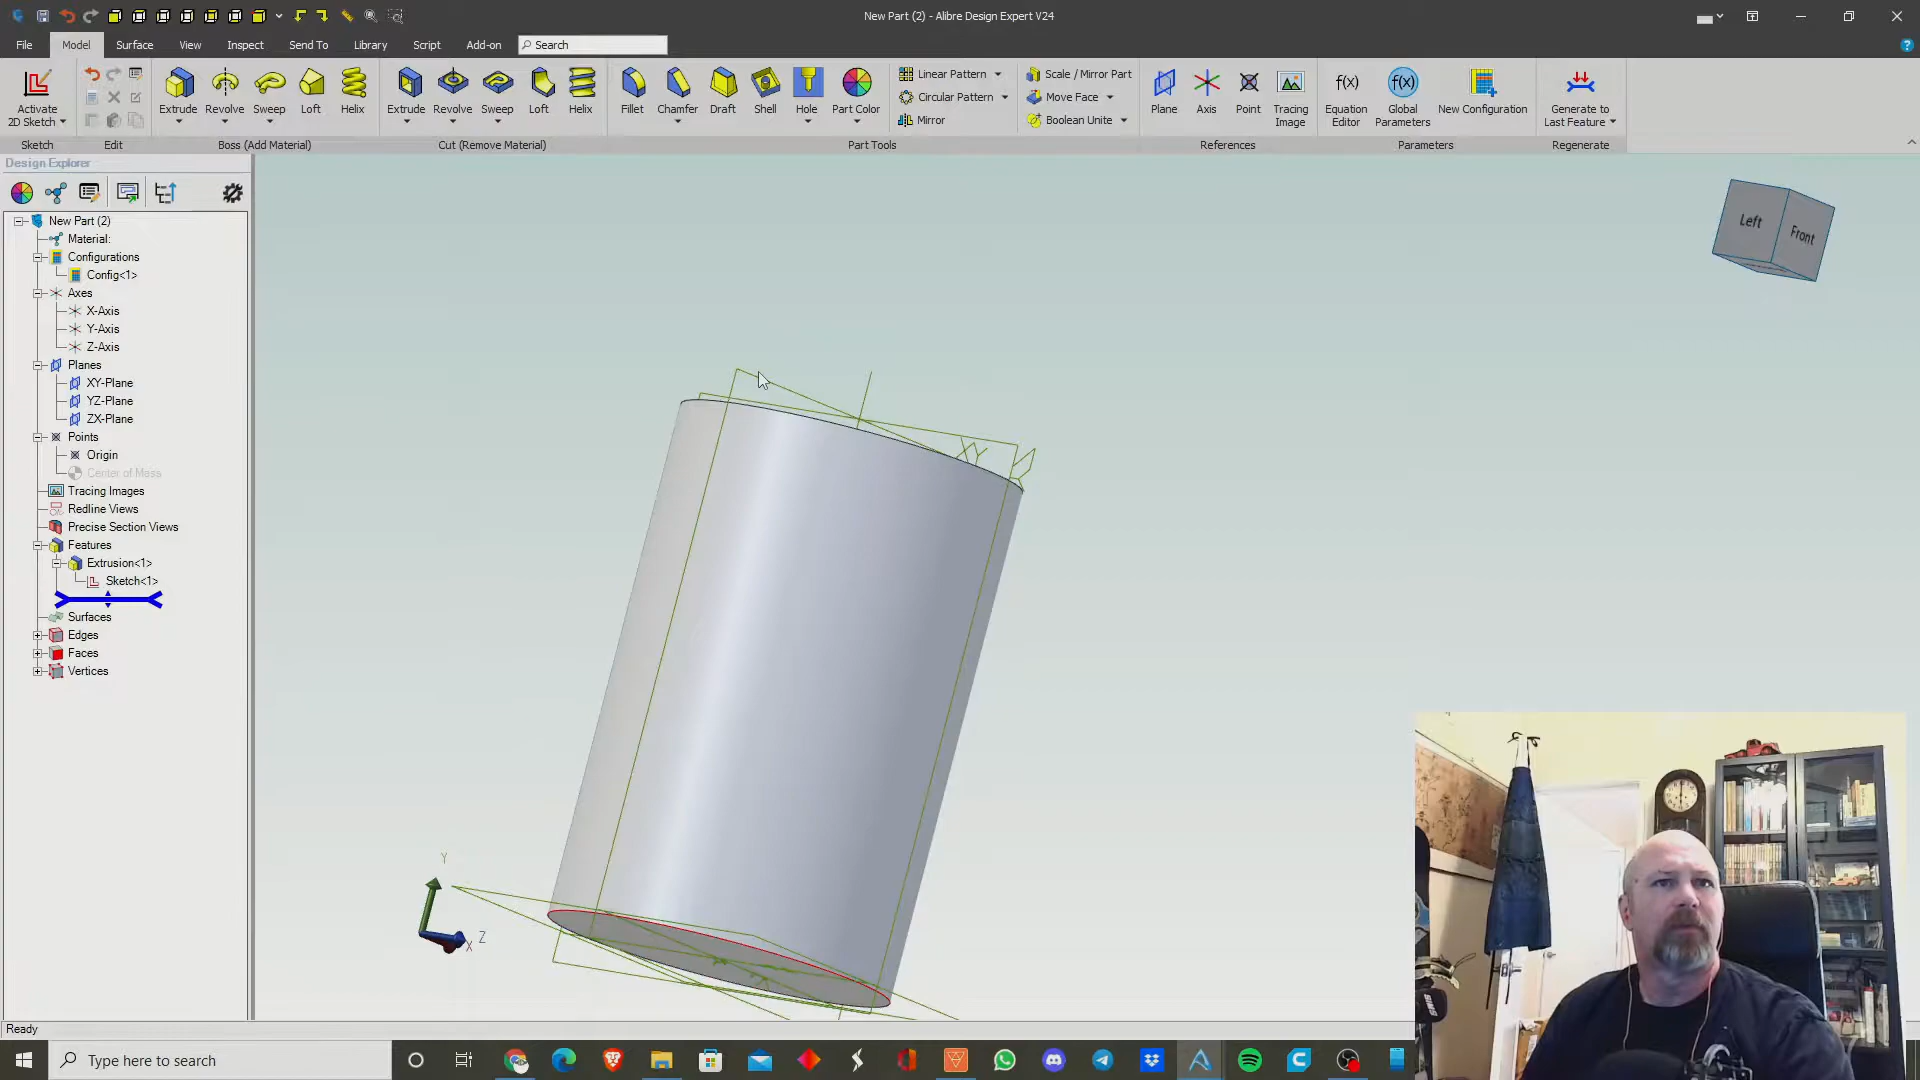 New Part (2) - Alibre Design Expert V24
File Model Surface View Inspect Send To Library Script Add-on Search
Activate
2D Sketch
Extrude Revolve Sweep Loft Helix
Extrude Revolve Sweep Loft Helix
Fillet Chamfer Draft Shell Hole Part Color
Linear Pattern
Circular Pattern
Mirror
Scale / Mirror Part
Move Face
Boolean Unite
Plane Axis Point Tracing
Image
Equation
Editor
Global
Parameters
New Configuration
Generate to
Last Feature
Sketch Edit Boss (Add Material) Cut (Remove Material) Part Tools References Parameters Regenerate
Design Explorer
New Part (2)
Material:
Configurations
Config<1>
Axes
X-Axis
Y-Axis
Z-Axis
Planes
XY-Plane
YZ-Plane
ZX-Plane
Points
Origin
Center of Mass
Tracing Images
Redline Views
Precise Section Views
Features
Extrusion<1>
Sketch<1>
Surfaces
Edges
Faces
Vertices
Left Front
XY
Y
Z
X
Ready
Type here to search